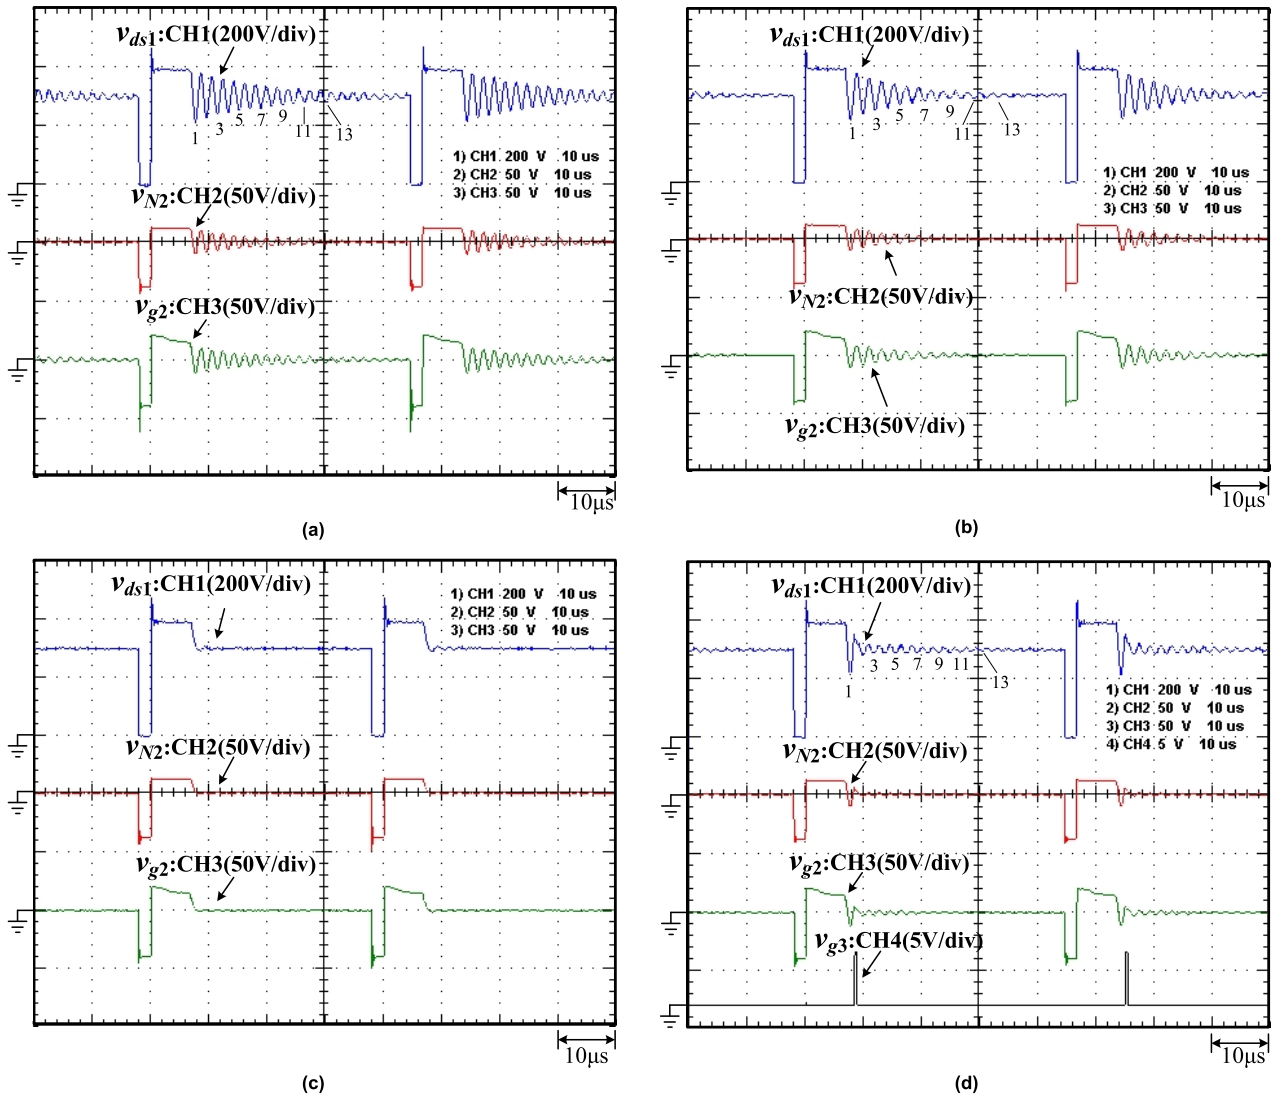 vds1:CH1(200V/div)
1 3 5 7 9 11 13
1) CH1 200 V 10 us
2) CH2 50 V 10 us
3) CH3 50 V 10 us
vN2:CH2(50V/div)
vg2:CH3(50V/div)
10μs
(a)
vds1:CH1(200V/div)
1 3 5 7 9 11 13
1) CH1 200 V 10 us
2) CH2 50 V 10 us
3) CH3 50 V 10 us
vN2:CH2(50V/div)
vg2:CH3(50V/div)
10μs
(b)
vds1:CH1(200V/div)
1) CH1 200 V 10 us
2) CH2 50 V 10 us
3) CH3 50 V 10 us
vN2:CH2(50V/div)
vg2:CH3(50V/div)
10μs
(c)
vds1:CH1(200V/div)
1 3 5 7 9 11 13
1) CH1 200 V 10 us
2) CH2 50 V 10 us
3) CH3 50 V 10 us
4) CH4 5 V 10 us
vN2:CH2(50V/div)
vg2:CH3(50V/div)
vg3:CH4(5V/div)
10μs
(d)